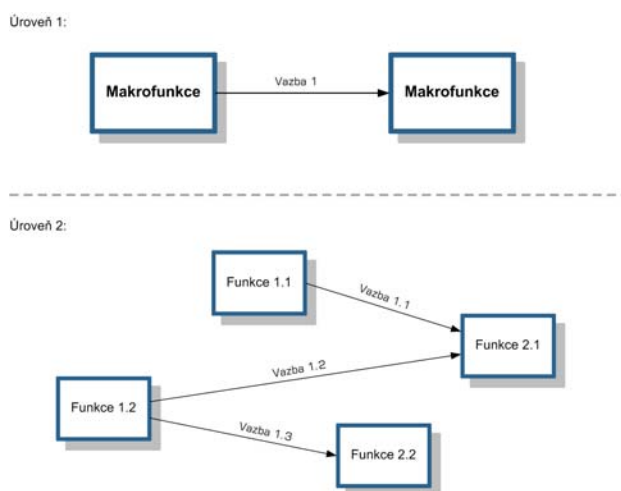 Úroveň 1:
Makrofunkce
Vazba 1
Makrofunkce
Úroveň 2:
Funkce 1.1
Vazba 1.1
Funkce 2.1
Vazba 1.2
Funkce 1.2
Vazba 1.3
Funkce 2.2